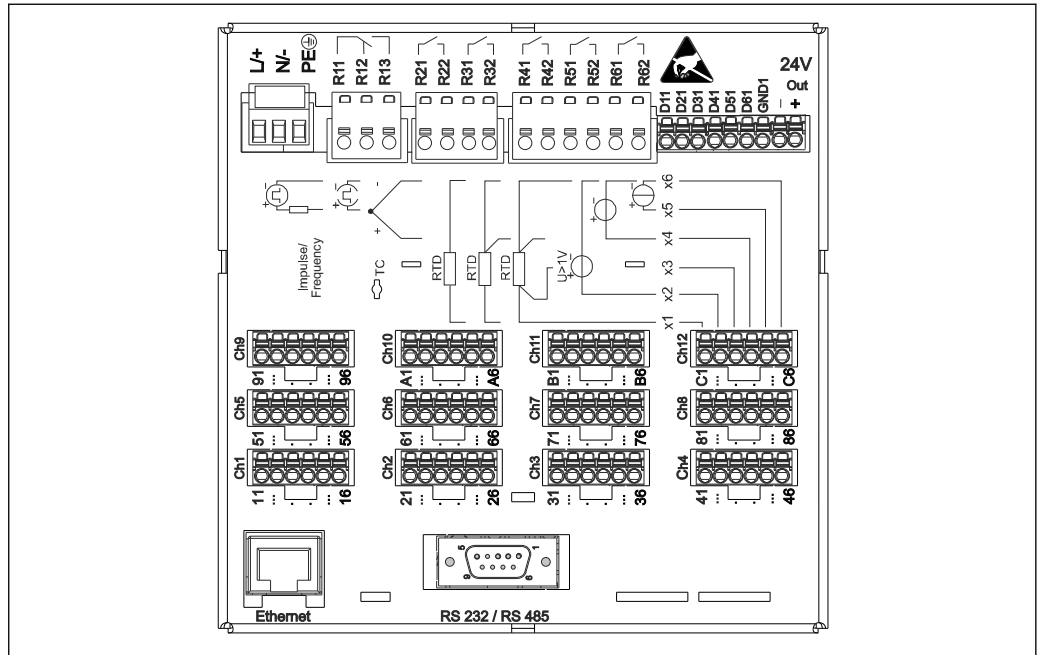 L/+ N/- PE
R11 R12 R13
R21 R22 R31 R32
R41 R42 R51 R52 R61 R62
24V
Out
D11 D21 D31 D41 D51 D61 GND1 - +
+ - + - - + + - + - + -
Impulse/
Frequency
TC
RTD
RTD
RTD
U>1V
x6
x5
x4
x3
x2
x1
Ch9
91 ... ... 96
Ch10
A1 ... ... A6
Ch11
B1 ... ... B6
Ch12
C1 ... ... C6
Ch5
51 ... ... 56
Ch6
61 ... ... 66
Ch7
71 ... ... 76
Ch8
81 ... ... 86
Ch1
11 ... ... 16
Ch2
21 ... ... 26
Ch3
31 ... ... 36
Ch4
41 ... ... 46
5 1
9 6
Ethernet
RS 232 / RS 485